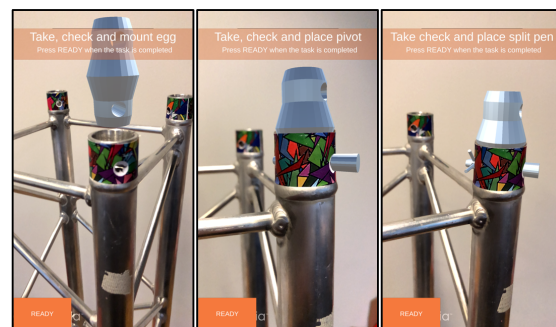 Take, check and mount egg
Press READY when the task is completed
READY
Take, check and place pivot
Press READY when the task is completed
READY
Take, check and place split pen
Press READY when the task is completed
READY